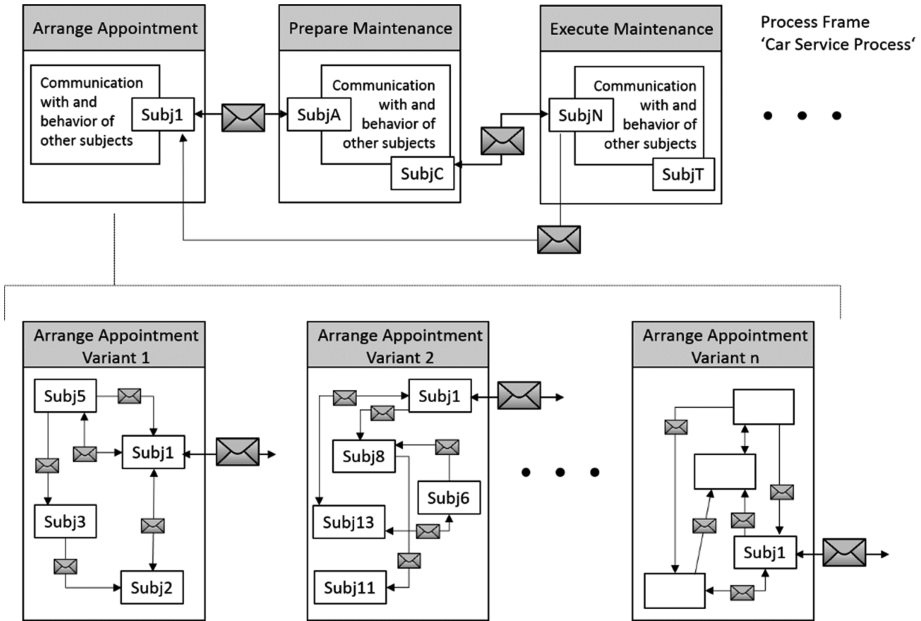 Arrange Appointment
Communication
with and
behavior of
other subjects
Subj1
Prepare Maintenance
SubjA
Communication
with and
behavior of
other subjects
SubjC
Execute Maintenance
SubjN
Communication
with and
behavior of
other subjects
SubjT
Process Frame
‘Car Service Process‘
Arrange Appointment
Variant 1
Subj5
Subj1
Subj3
Subj2
Arrange Appointment
Variant 2
Subj1
Subj8
Subj6
Subj13
Subj11
Arrange Appointment
Variant n
Subj1